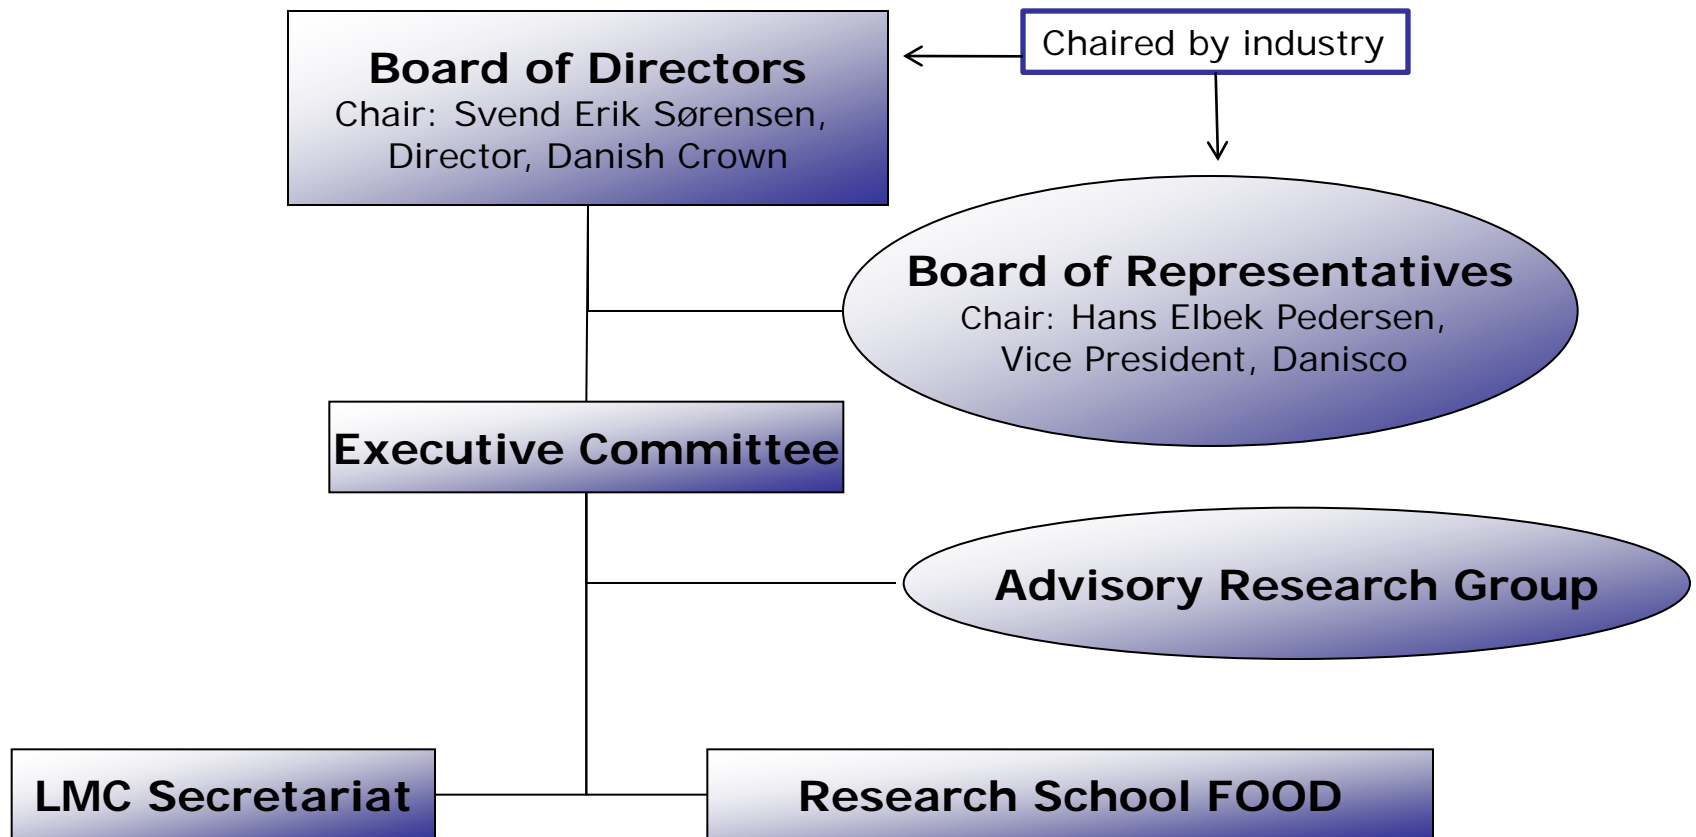 Board of Directors
Chair: Svend Erik Sørensen,
Director, Danish Crown
Chaired by industry
Board of Representatives
Chair: Hans Elbek Pedersen,
Vice President, Danisco
Executive Committee
Advisory Research Group
LMC Secretariat
Research School FOOD